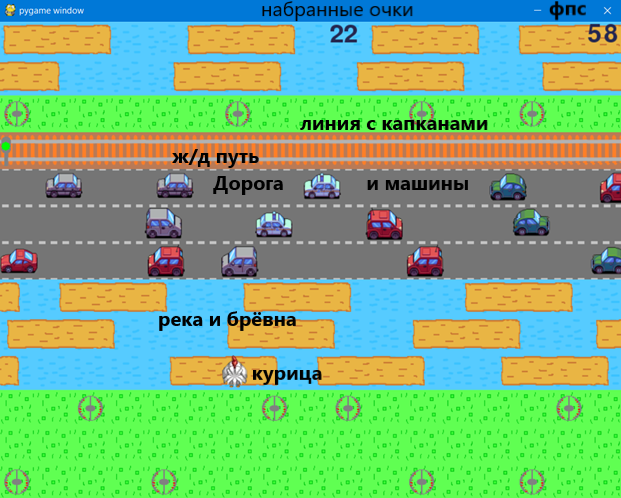 pygame window
набранные очки
фпс
22
58
линия с капканами
ж/д путь
Дорога и машины
река и брёвна
курица